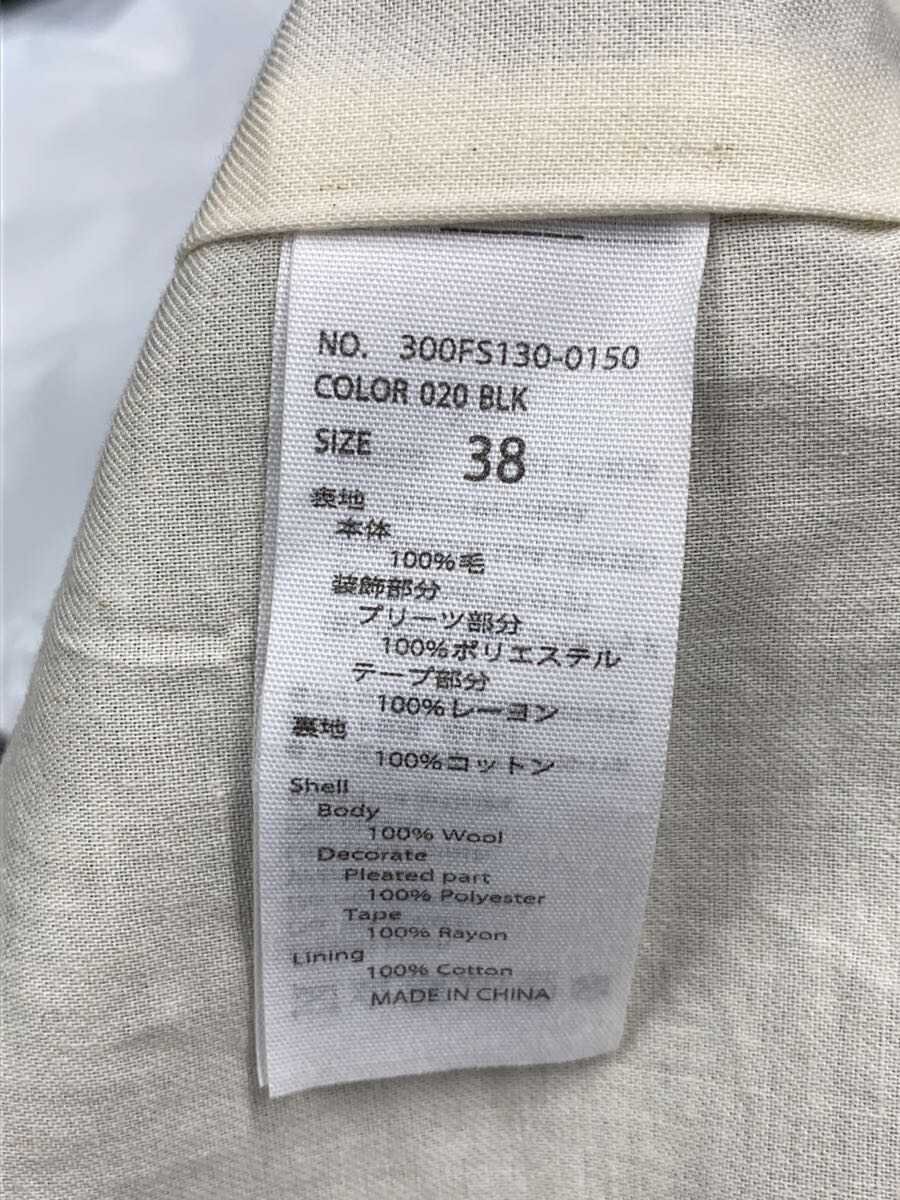 NO. 300FS130-0150
COLOR 020 BLK
SIZE 38
表地
本体
100%毛
装飾部分
プリーツ部分
100%ポリエステル
テープ部分
100%レーヨン
裏地
100%コットン
Shell
Body
100% Wool
Decorate
Pleated part
100% Polyester
Tape
100% Rayon
Lining
100% Cotton
MADE IN CHINA